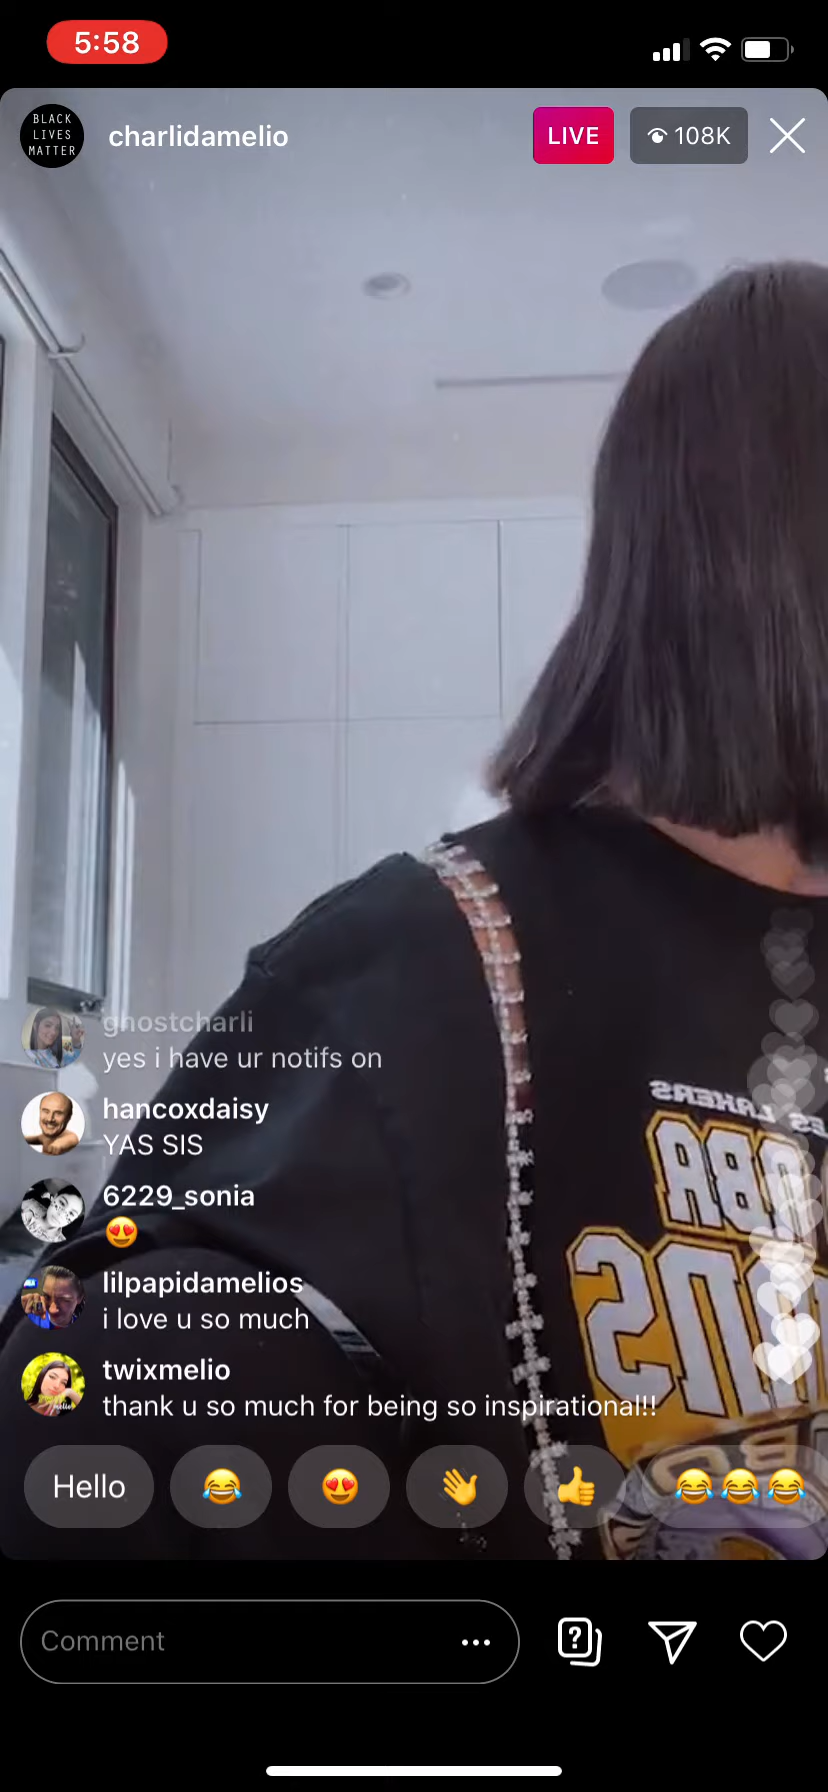 5:58
BLACK
LIVES
MATTER
charlidamelio
LIVE
108K
ghostcharli
yes i have ur notifs on
hancoxdaisy
YAS SIS
6229_sonia
😍
lilpapidamelios
i love u so much
twixmelio
thank u so much for being so inspirational!!
LAKERS
Hello
😂
😍
👋
👍
😂😂😂
Comment